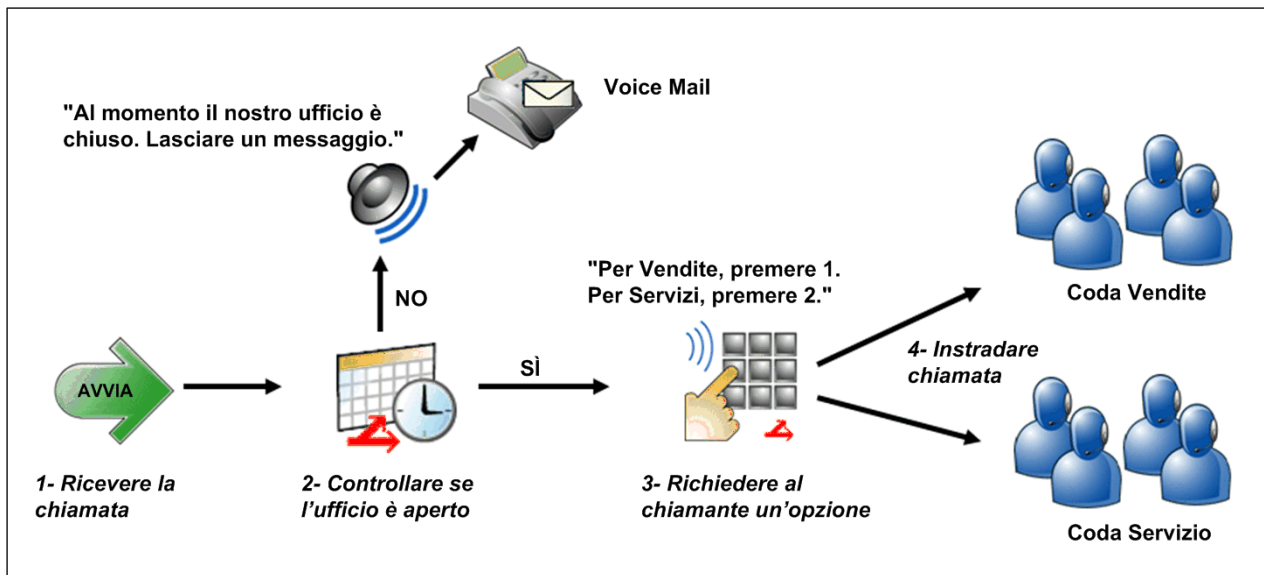 Voice Mail
"Al momento il nostro ufficio è
chiuso. Lasciare un messaggio."
NO
"Per Vendite, premere 1.
Per Servizi, premere 2."
Coda Vendite
AVVIA
SÌ
4- Instradare
chiamata
1- Ricevere la
chiamata
2- Controllare se
l'ufficio è aperto
3- Richiedere al
chiamante un'opzione
Coda Servizio